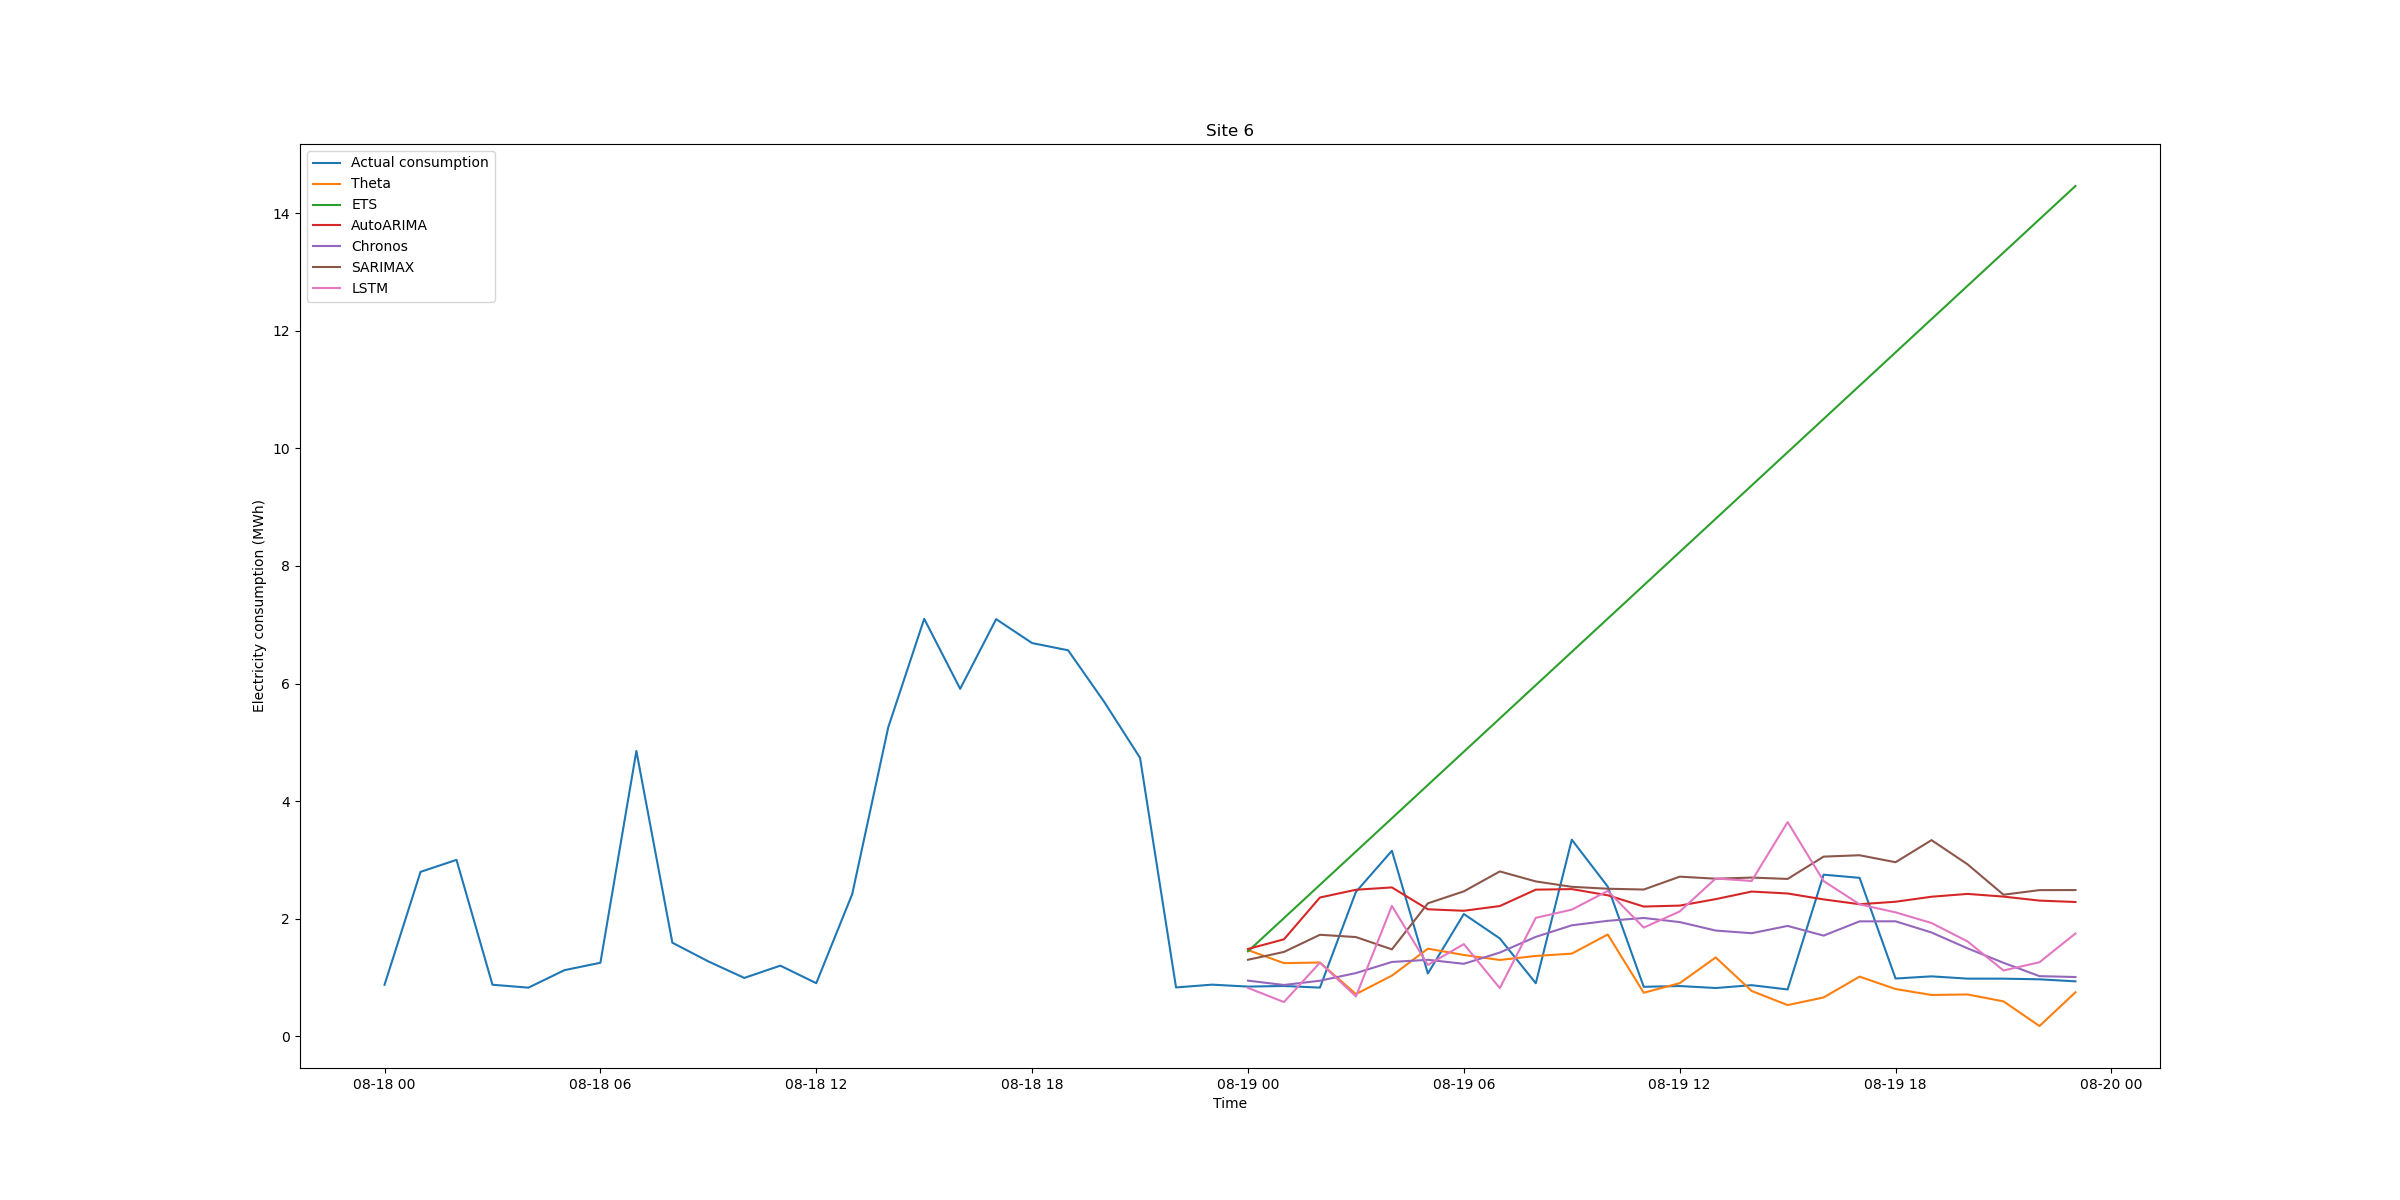 Site 6
Actual consumption
Theta
ETS
AutoARIMA
Chronos
SARIMAX
LSTM
14
12
10
8
6
4
2
0
Electricity consumption (MWh)
08-18 00 08-18 06 08-18 12 08-18 18 08-19 00 08-19 06 08-19 12 08-19 18 08-20 00
Time